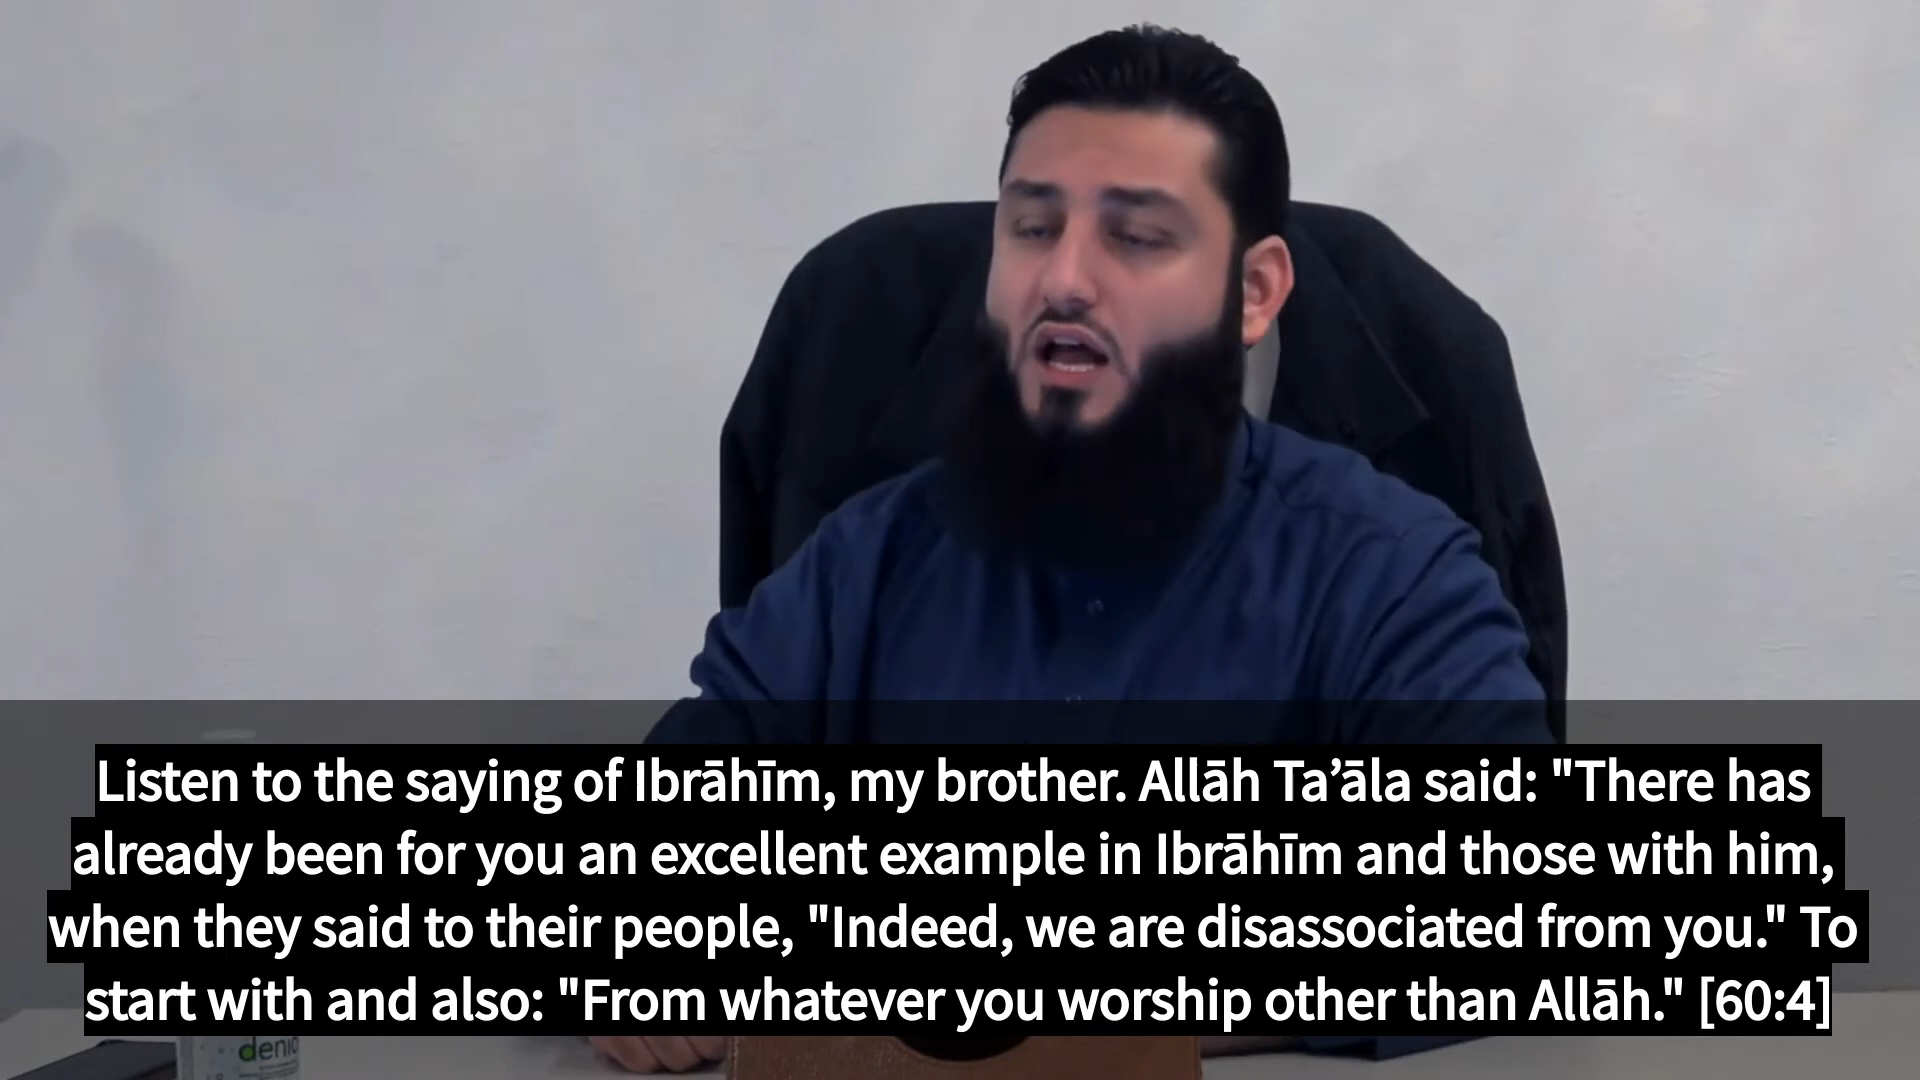 Listen to the saying of Ibrāhīm, my brother. Allāh Ta’āla said: "There has
already been for you an excellent example in Ibrāhīm and those with him,
when they said to their people, "Indeed, we are disassociated from you." To
start with and also: "From whatever you worship other than Allāh." [60:4]